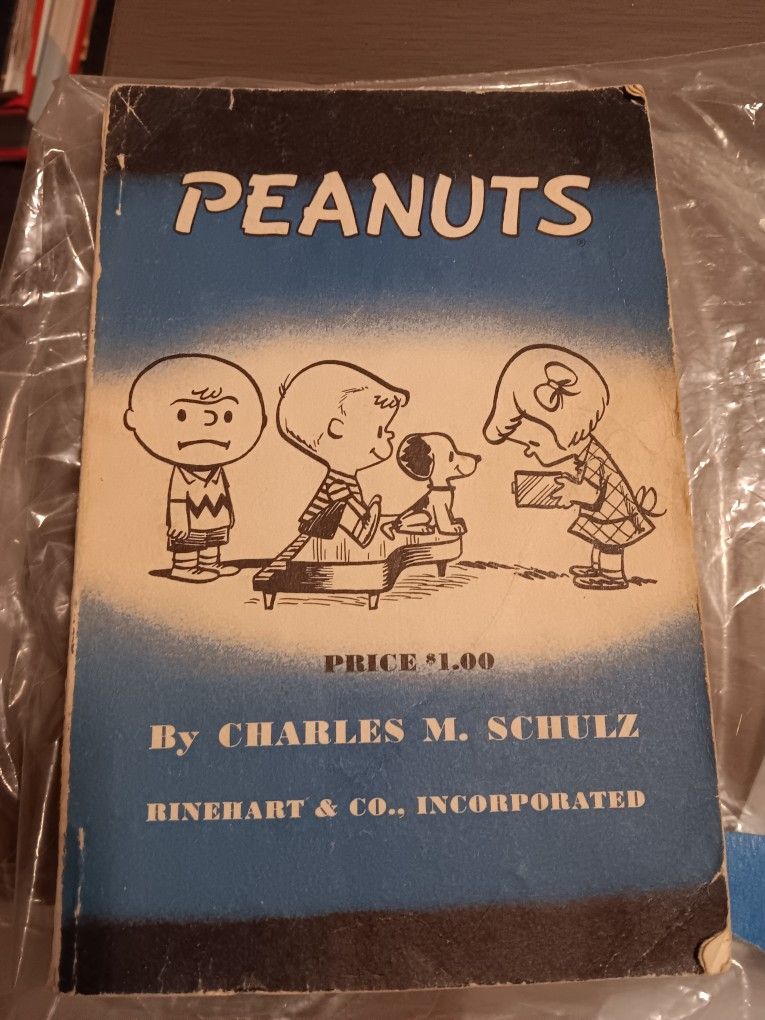 PEANUTS®
PRICE $1.00
By CHARLES M. SCHULZ
RINEHART & CO., INCORPORATED